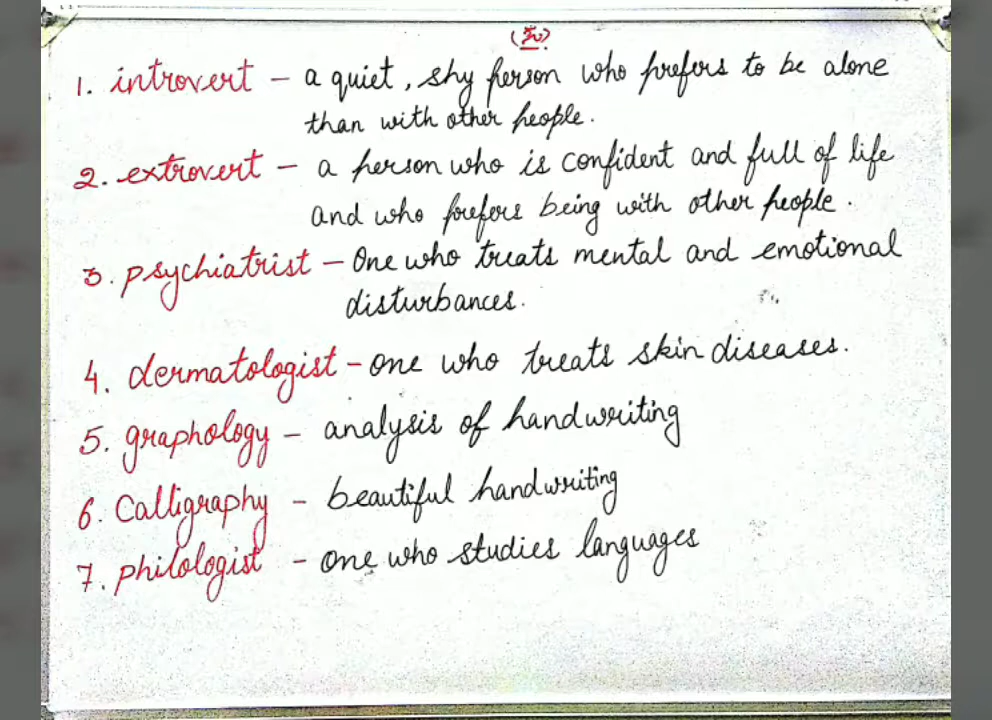 1. introvert - a quiet, shy person who prefers to be alone
than with other people.
2. extrovert - a person who is confident and full of life
and who prefers being with other people.
3. psychiatrist - One who treats mental and emotional
disturbances.
4. dermatologist - one who treats skin diseases.
5. graphology - analysis of handwriting
6. Calligraphy - beautiful handwriting
7. philologist - one who studies languages